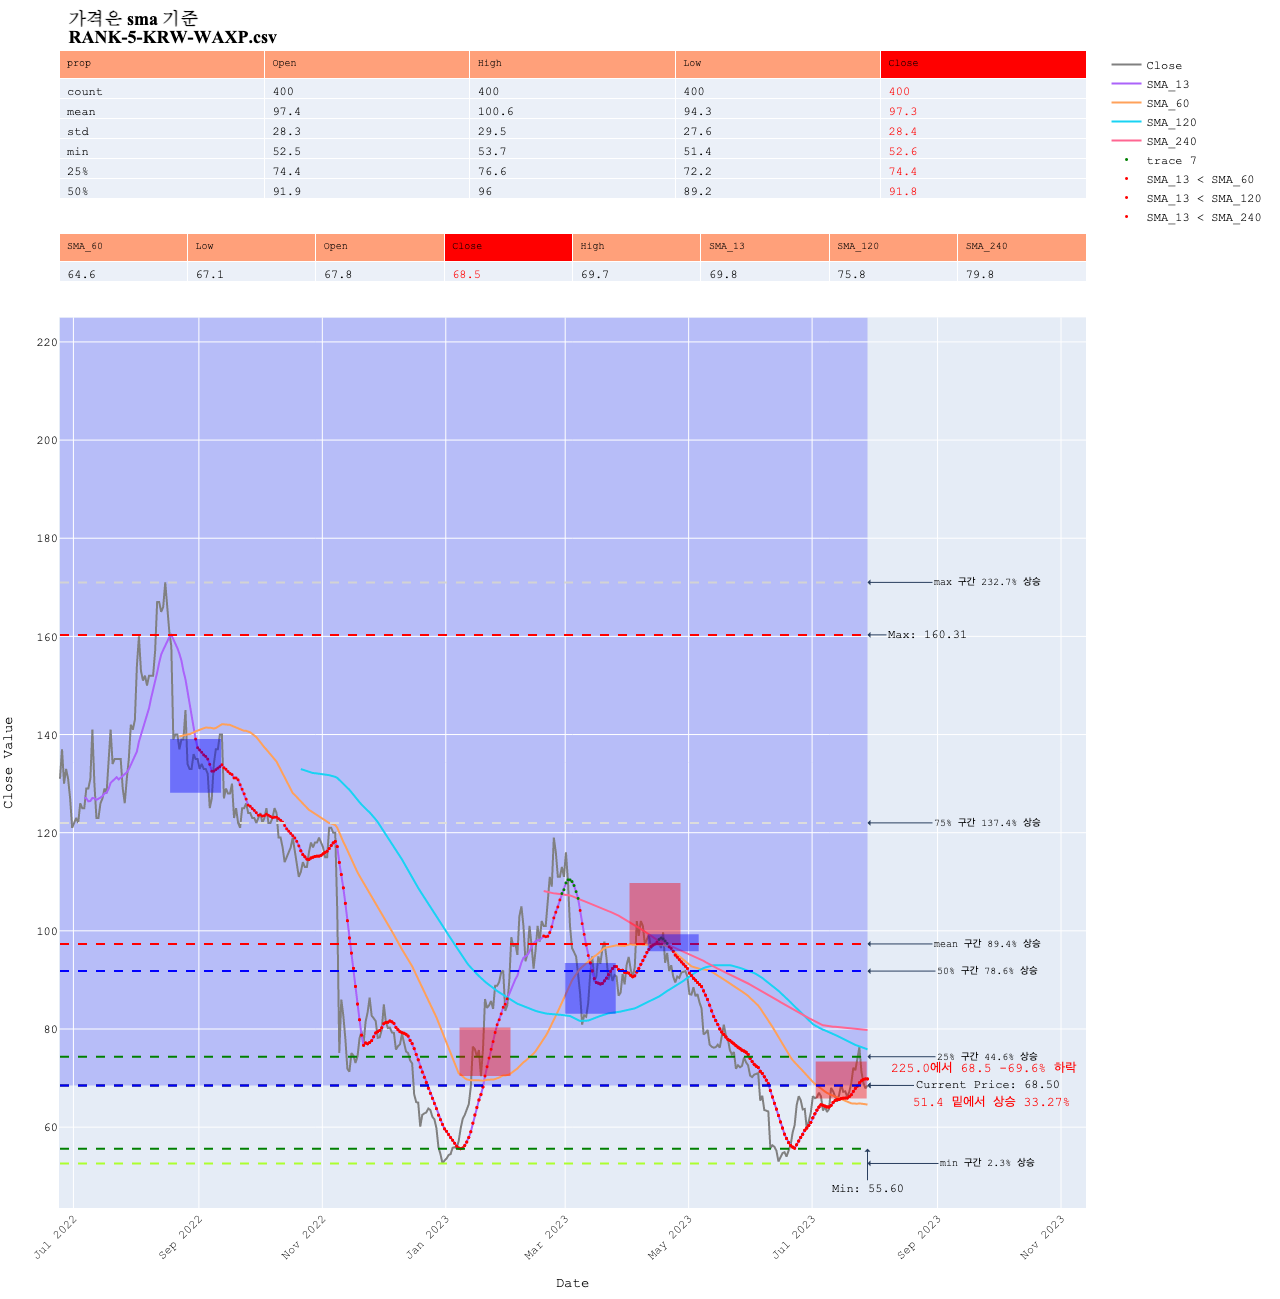 가격은 sma 기준
RANK-5-KRW-WAXP.csv
prop Open High Low Close
count 400 400 400 400
mean 97.4 100.6 94.3 97.3
std 28.3 29.5 27.6 28.4
min 52.5 53.7 51.4 52.6
25% 74.4 76.6 72.2 74.4
50% 91.9 96 89.2 91.8
SMA_60 Low Open Close High SMA_13 SMA_120 SMA_240
64.6 67.1 67.8 68.5 69.7 69.8 75.8 79.8
Close
SMA_13
SMA_60
SMA_120
SMA_240
trace 7
SMA_13 < SMA_60
SMA_13 < SMA_120
SMA_13 < SMA_240
220
200
180
160
140
120
100
80
60
Close Value
max 구간 232.7% 상승
Max: 160.31
75% 구간 137.4% 상승
mean 구간 89.4% 상승
50% 구간 78.6% 상승
25% 구간 44.6% 상승
225.0에서 68.5 -69.6% 하락
Current Price: 68.50
51.4 밑에서 상승 33.27%
min 구간 2.3% 상승
Min: 55.60
Jul 2022
Sep 2022
Nov 2022
Jan 2023
Mar 2023
May 2023
Jul 2023
Sep 2023
Nov 2023
Date